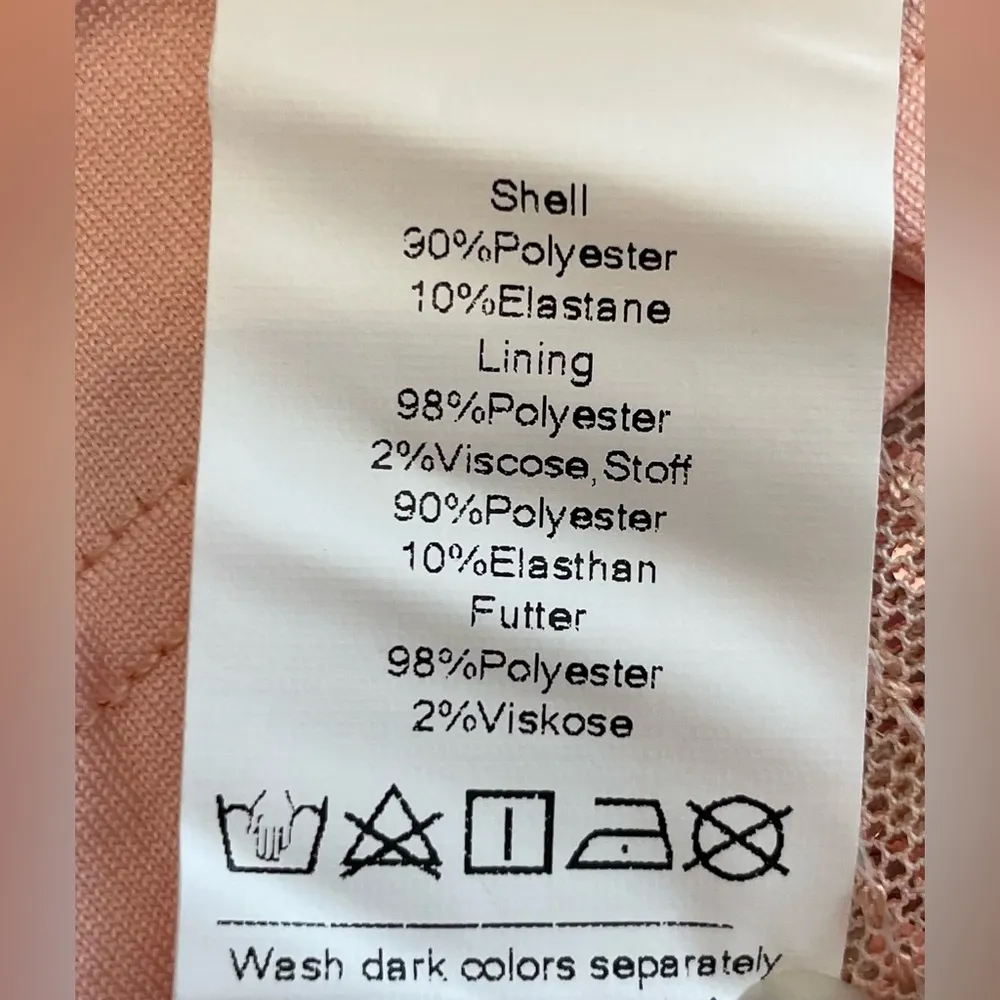 Shell
90%Polyester
10%Elastane
Lining
98%Polyester
2%Viscose, Stoff
90%Polyester
10%Elasthan
Futter
98%Polyester
2%Viskose
Wash dark colors separately